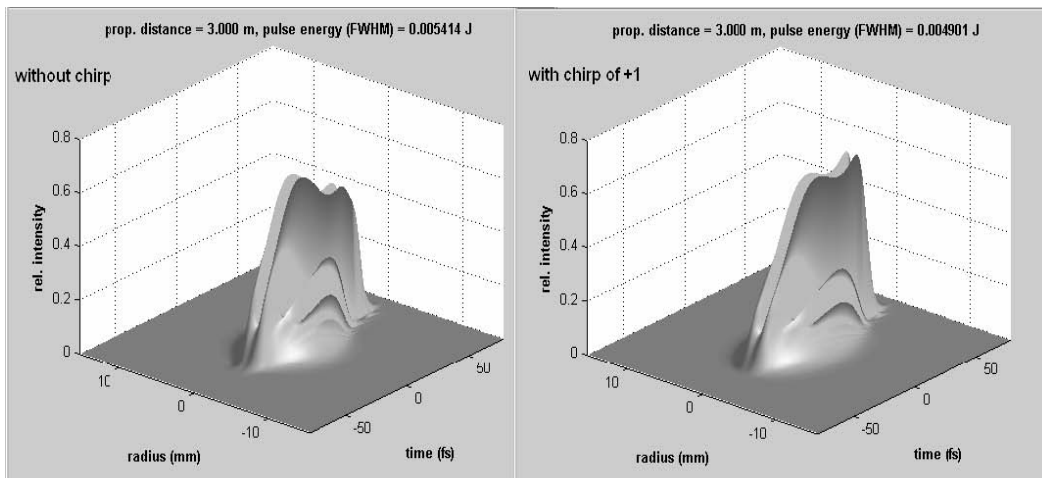 prop. distance = 3.000 m, pulse energy (FWHM) = 0.005414 J
without chirp
0.8
0.6
0.4
0.2
0
rel. intensity
10
0
-10
radius (mm)
-50
0
50
time (fs)
prop. distance = 3.000 m, pulse energy (FWHM) = 0.004901 J
with chirp of +1
0.8
0.6
0.4
0.2
0
rel. intensity
10
0
-10
radius (mm)
-50
0
50
time (fs)